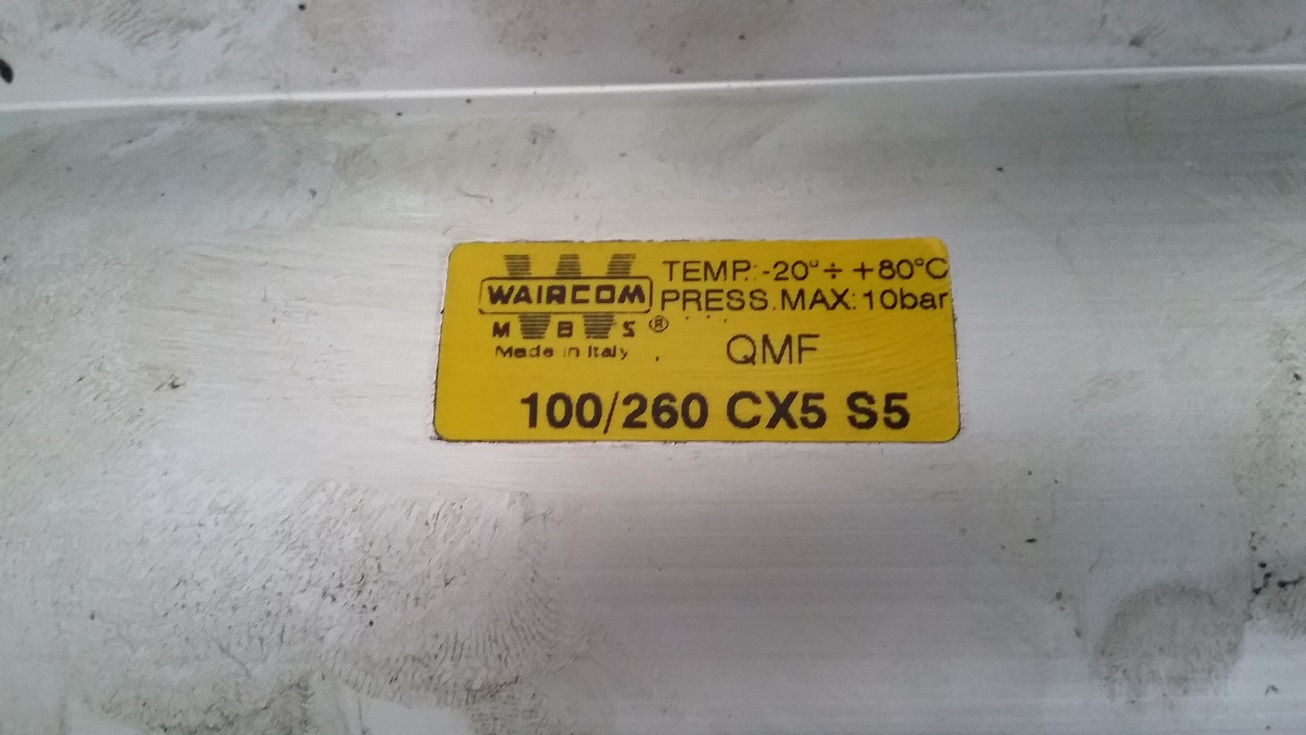 WAIRCOM
M B S ®
Made in Italy
TEMP.: -20° ÷ +80°C
PRESS. MAX: 10bar
QMF
100/260 CX5 S5